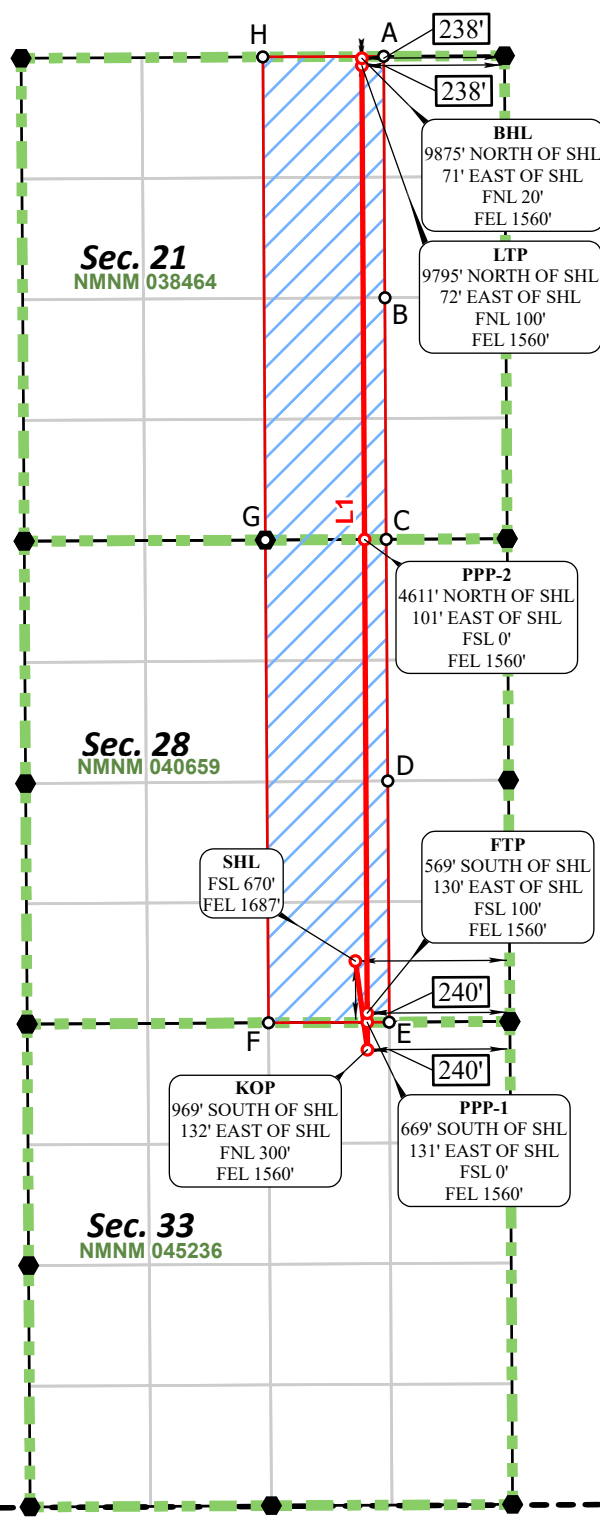 H
A
238'
238'
BHL
9875' NORTH OF SHL
71' EAST OF SHL
FNL 20'
FEL 1560'
LTP
9795' NORTH OF SHL
72' EAST OF SHL
FNL 100'
FEL 1560'
Sec. 21
NMNM 038464
B
L1
G
C
PPP-2
4611' NORTH OF SHL
101' EAST OF SHL
FSL 0'
FEL 1560'
Sec. 28
NMNM 040659
D
SHL
FSL 670'
FEL 1687'
FTP
569' SOUTH OF SHL
130' EAST OF SHL
FSL 100'
FEL 1560'
240'
F
E
240'
KOP
969' SOUTH OF SHL
132' EAST OF SHL
FNL 300'
FEL 1560'
PPP-1
669' SOUTH OF SHL
131' EAST OF SHL
FSL 0'
FEL 1560'
Sec. 33
NMNM 045236